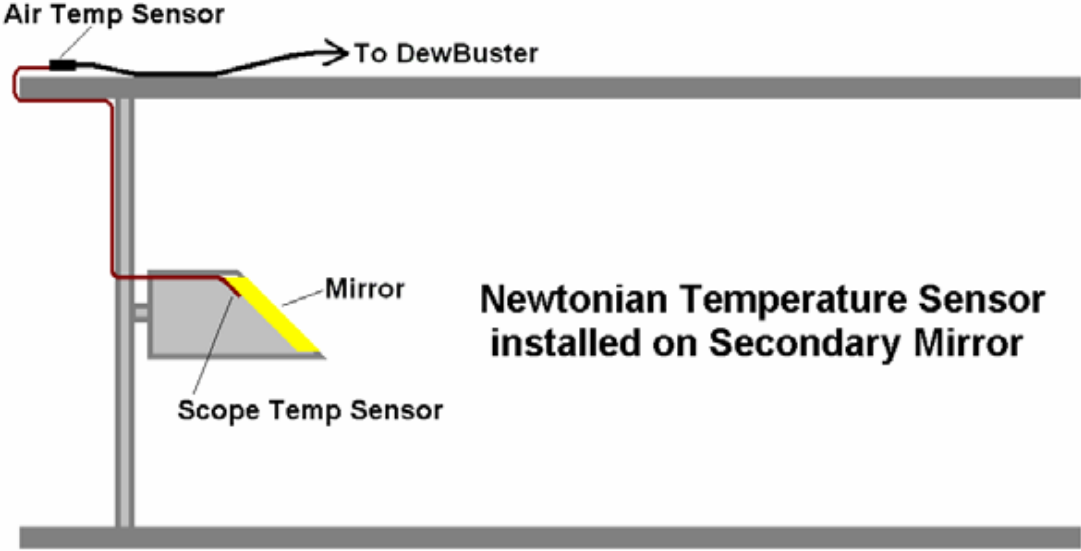 Air Temp Sensor
To DewBuster
Mirror
Newtonian Temperature Sensor
installed on Secondary Mirror
Scope Temp Sensor